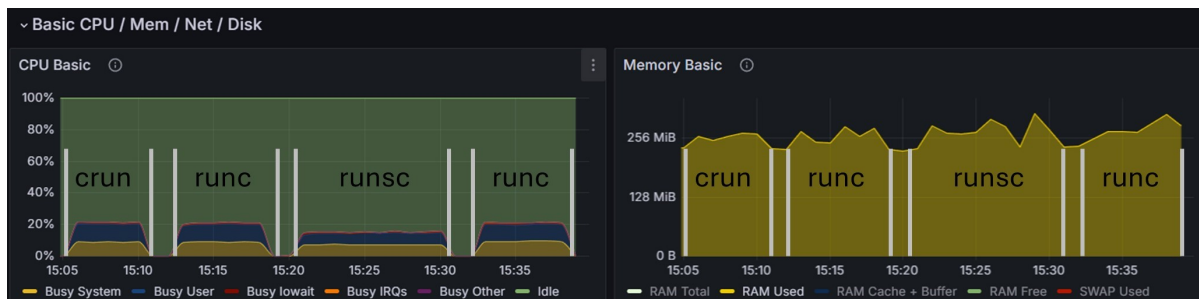 Basic CPU / Mem / Net / Disk
CPU Basic
100%
80%
60%
40%
20%
0%
crun runc runsc runc
15:05 15:10 15:15 15:20 15:25 15:30 15:35
Busy System Busy User Busy Iowait Busy IRQs Busy Other Idle
Memory Basic
256 MiB
128 MiB
0 B
crun runc runsc runc
15:05 15:10 15:15 15:20 15:25 15:30 15:35
RAM Total RAM Used RAM Cache + Buffer RAM Free SWAP Used